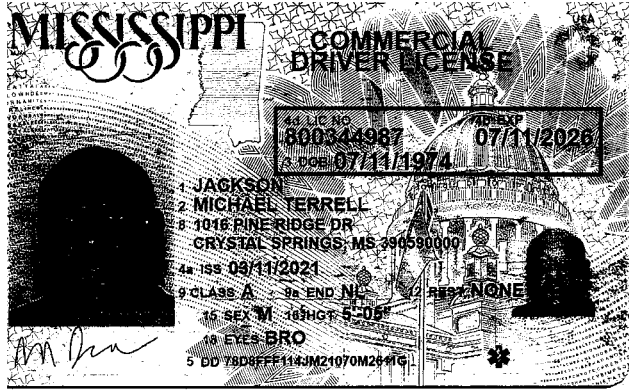 MISSISSIPPI
USA
COMMERCIAL
DRIVER LICENSE
4d LIC NO 4b EXP
800344987 07/11/2026
3 DOB 07/11/1974
1 JACKSON
2 MICHAEL TERRELL
8 1016 PINE RIDGE DR
CRYSTAL SPRINGS, MS 390590000
4a ISS 03/11/2021
9 CLASS A 9a END NL 12 REST NONE
15 SEX M 16 HGT 5'-05"
18 EYES BRO
5 DD 78D8FFF114JM21070M2611G